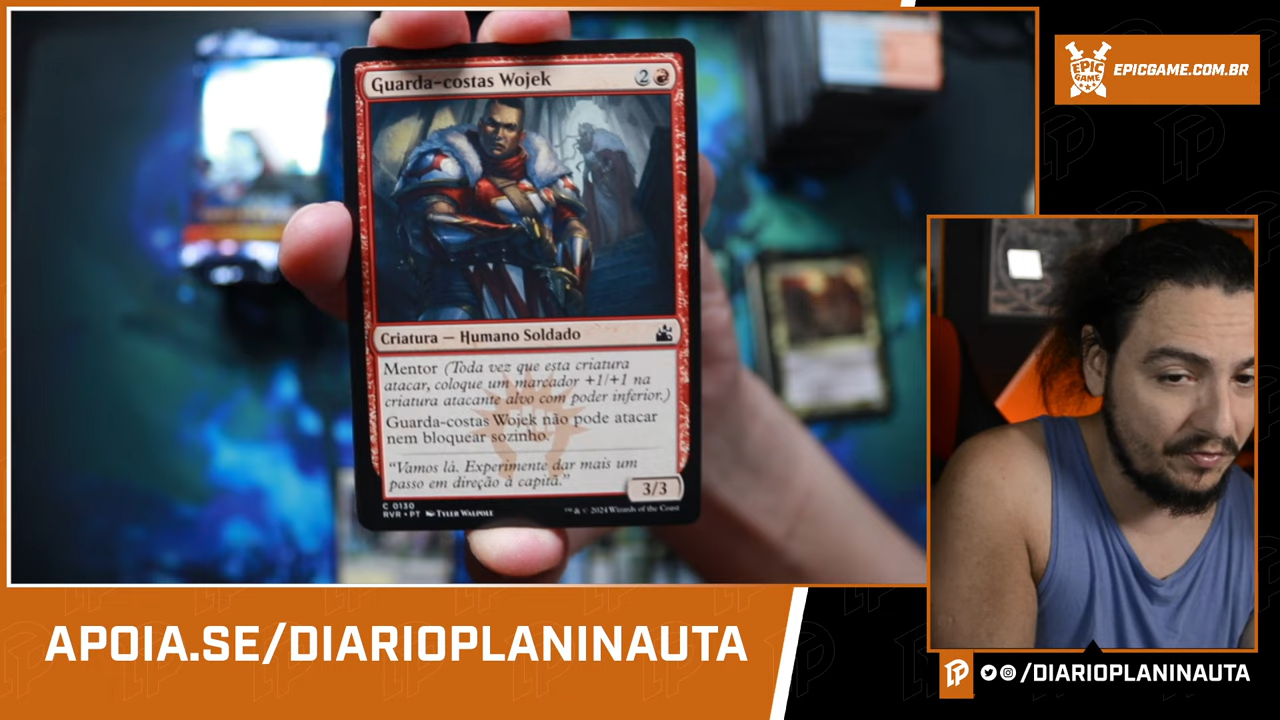 Guarda-costas Wojek 2
Criatura — Humano Soldado
Mentor (Toda vez que esta criatura
atacar, coloque um marcador +1/+1 na
criatura atacante alvo com poder inferior.)
Guarda-costas Wojek não pode atacar
nem bloquear sozinho.
“Vamos lá. Experimente dar mais um
passo em direção à capitã.”
3/3
C 0130
RVR • PT TYLER WALPOLE
™ & © 2024 Wizards of the Coast
EPIC
GAME
EPICGAME.COM.BR
APOIA.SE/DIARIOPLANINAUTA
/DIARIOPLANINAUTA